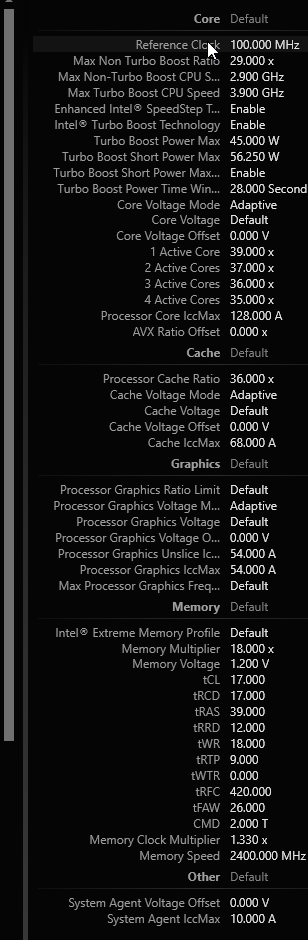 Core Default
Reference Clock 100.000 MHz
Max Non Turbo Boost Ratio 29.000 x
Max Non-Turbo Boost CPU S... 2.900 GHz
Max Turbo Boost CPU Speed 3.900 GHz
Enhanced Intel® SpeedStep T... Enable
Intel® Turbo Boost Technology Enable
Turbo Boost Power Max 45.000 W
Turbo Boost Short Power Max 56.250 W
Turbo Boost Short Power Max... Enable
Turbo Boost Power Time Win... 28.000 Second
Core Voltage Mode Adaptive
Core Voltage Default
Core Voltage Offset 0.000 V
1 Active Core 39.000 x
2 Active Cores 37.000 x
3 Active Cores 36.000 x
4 Active Cores 35.000 x
Processor Core IccMax 128.000 A
AVX Ratio Offset 0.000 x
Cache Default
Processor Cache Ratio 36.000 x
Cache Voltage Mode Adaptive
Cache Voltage Default
Cache Voltage Offset 0.000 V
Cache IccMax 68.000 A
Graphics Default
Processor Graphics Ratio Limit Default
Processor Graphics Voltage M... Adaptive
Processor Graphics Voltage Default
Processor Graphics Voltage O... 0.000 V
Processor Graphics Unslice Ic... 54.000 A
Processor Graphics IccMax 54.000 A
Max Processor Graphics Freq... Default
Memory Default
Intel® Extreme Memory Profile Default
Memory Multiplier 18.000 x
Memory Voltage 1.200 V
tCL 17.000
tRCD 17.000
tRAS 39.000
tRRD 12.000
tWR 18.000
tRTP 9.000
tWTR 0.000
tRFC 420.000
tFAW 26.000
CMD 2.000 T
Memory Clock Multiplier 1.330 x
Memory Speed 2400.000 MHz
Other Default
System Agent Voltage Offset 0.000 V
System Agent IccMax 10.000 A